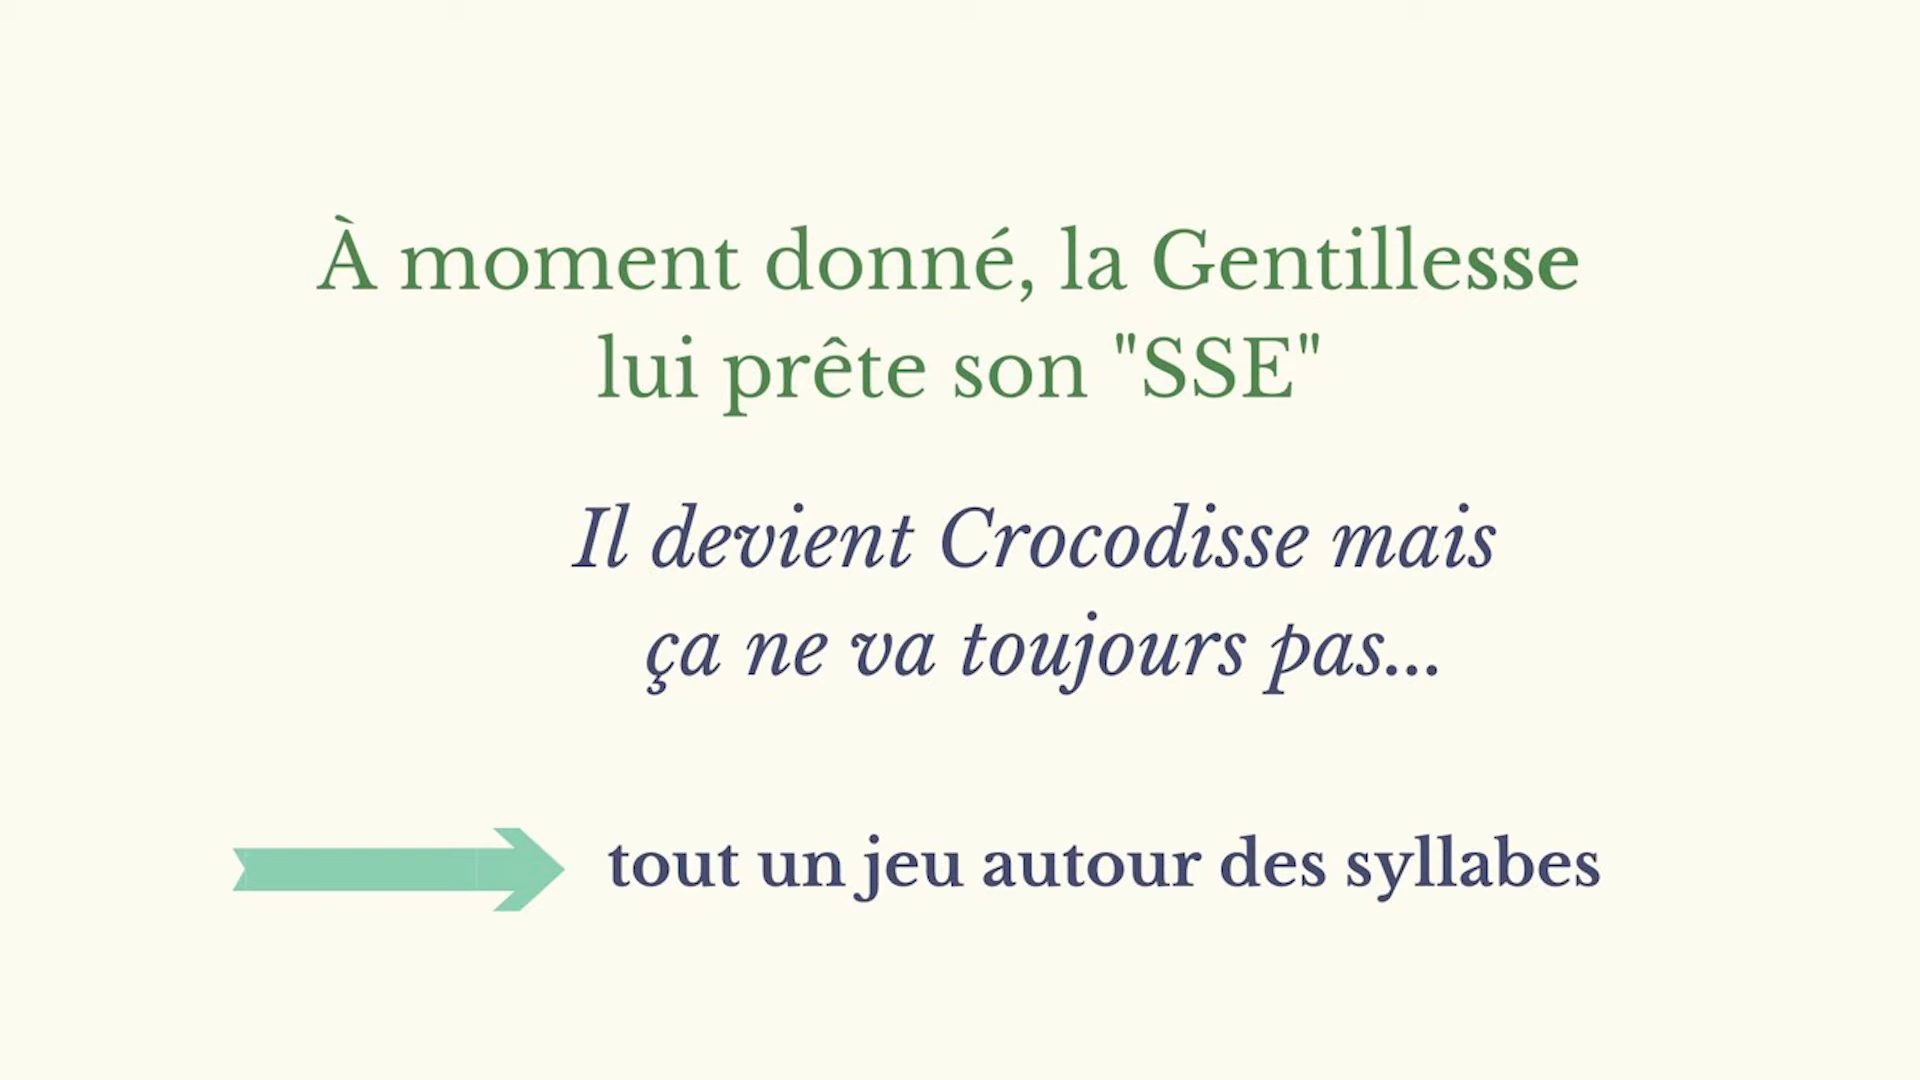 À moment donné, la Gentillesse
lui prête son "SSE"
Il devient Crocodisse mais
ça ne va toujours pas...
tout un jeu autour des syllabes